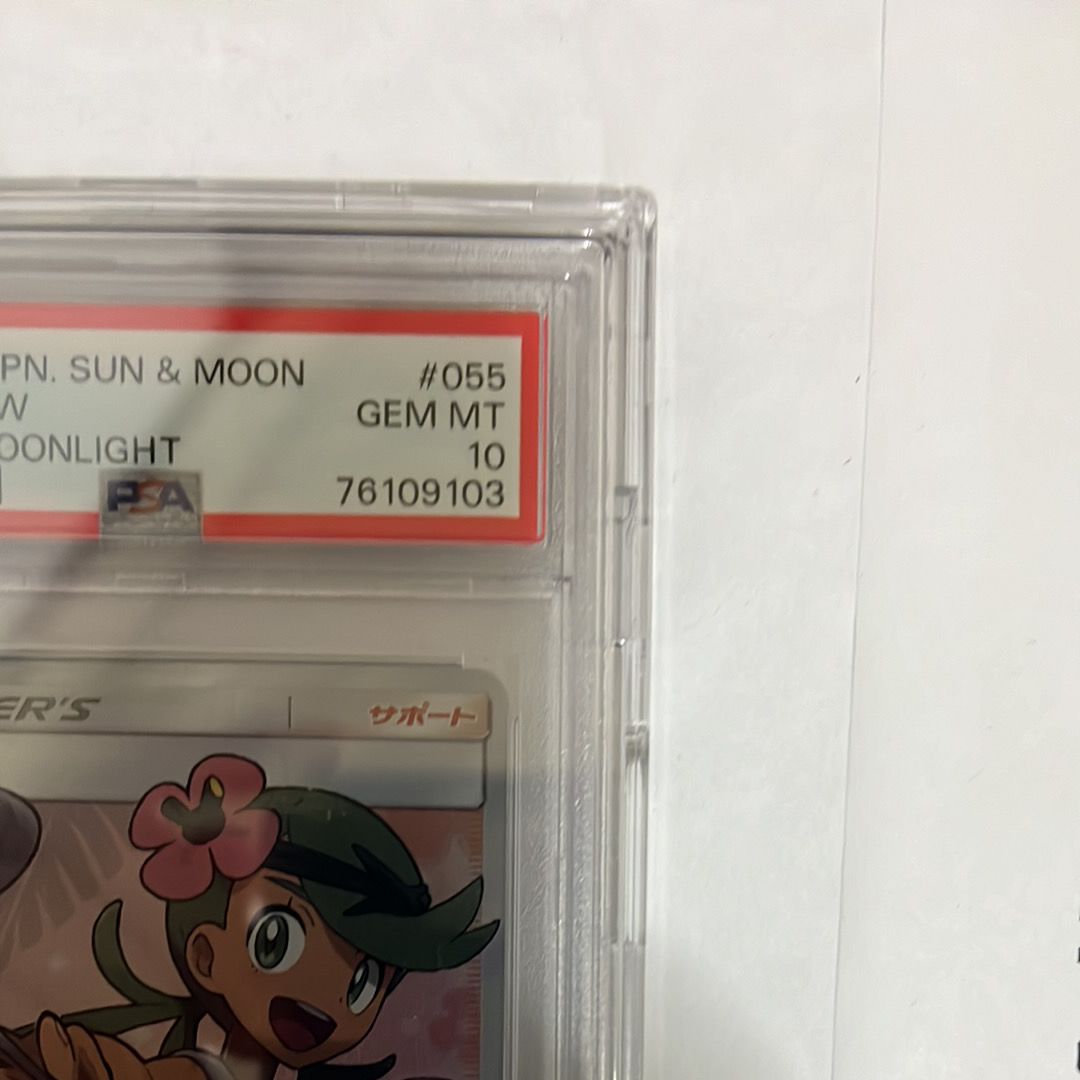 PN. SUN & MOON #055
W GEM MT
OONLIGHT 10
PSA 76109103
ER'S サポート